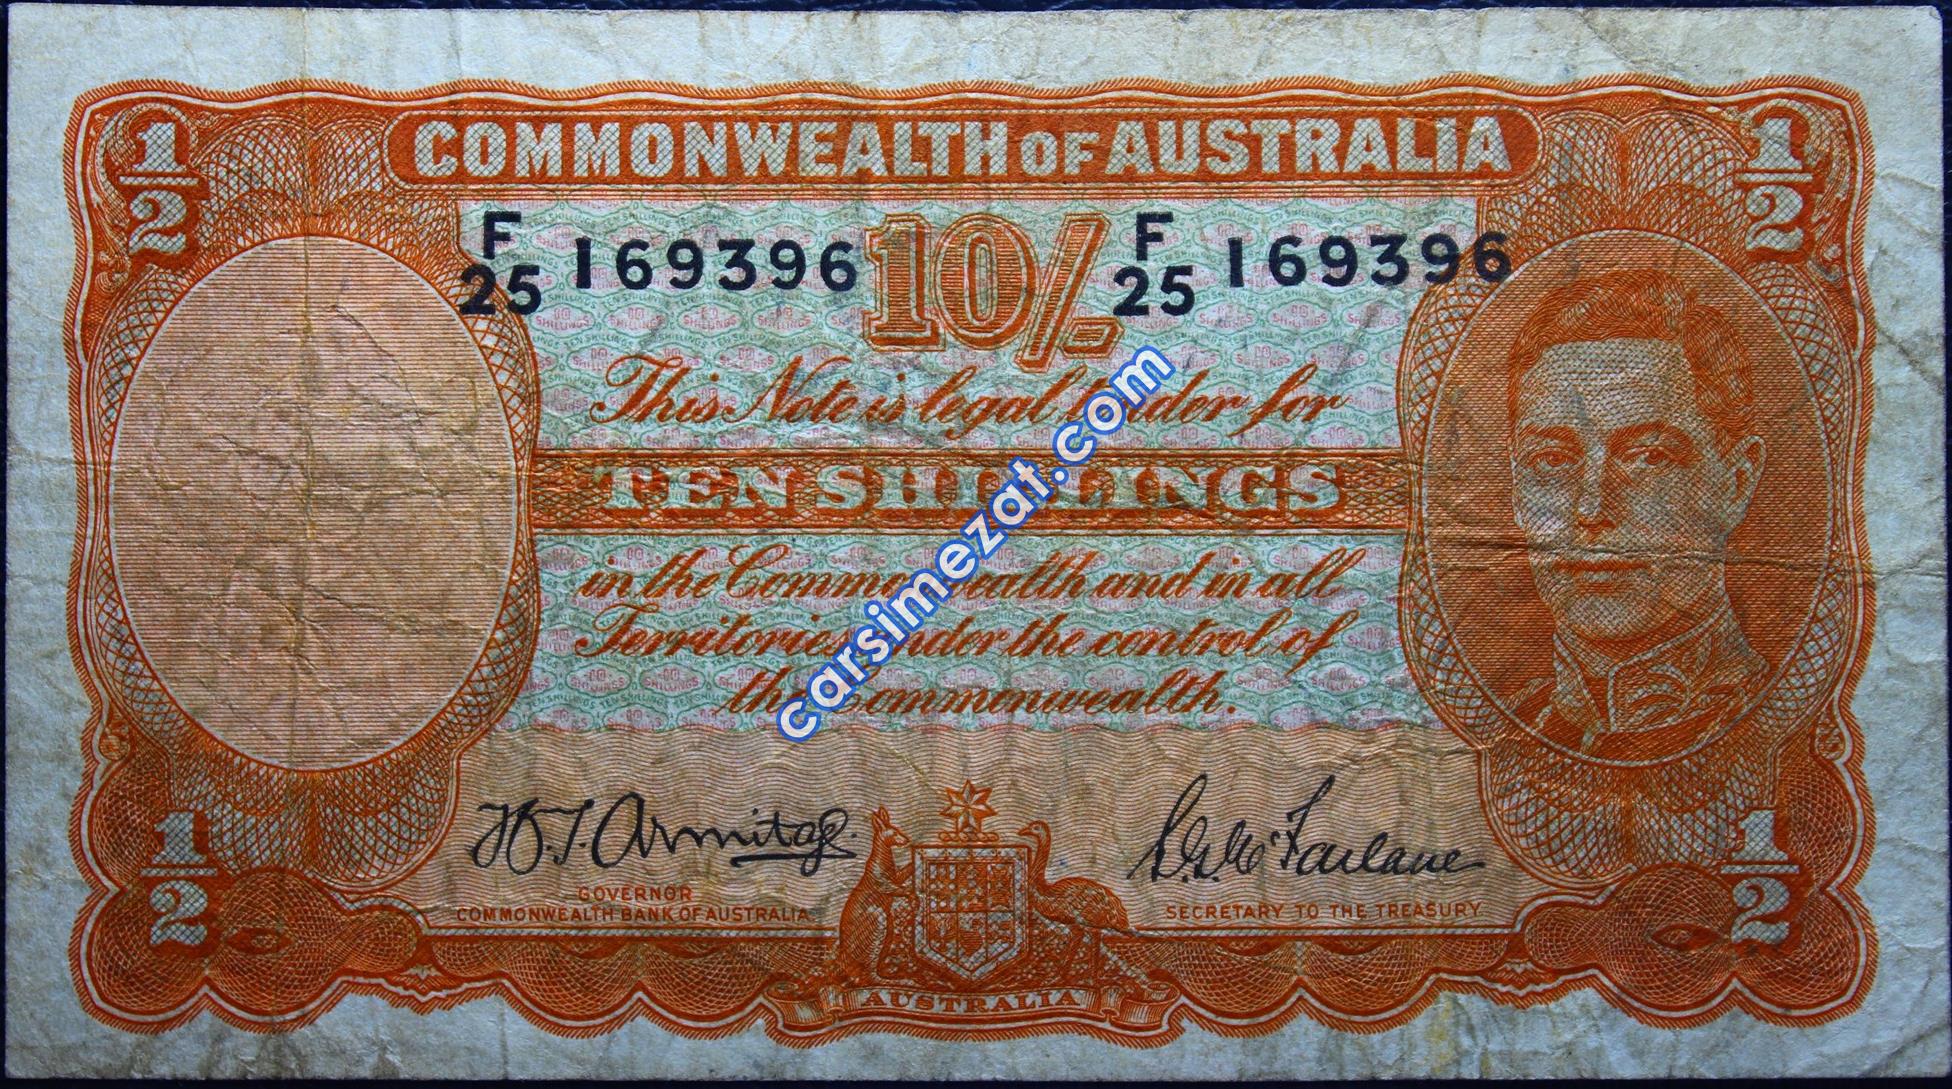 1/2 COMMONWEALTH OF AUSTRALIA 1/2
F/25 169396 10/- F/25 169396
This Note is legal tender for
TEN SHILLINGS
in the Commonwealth and in all
Territories under the control of
the Commonwealth.
H.T. Armitage. S.G. McFarlane
GOVERNOR
COMMONWEALTH BANK OF AUSTRALIA SECRETARY TO THE TREASURY
1/2 AUSTRALIA 1/2
carsimezat.com